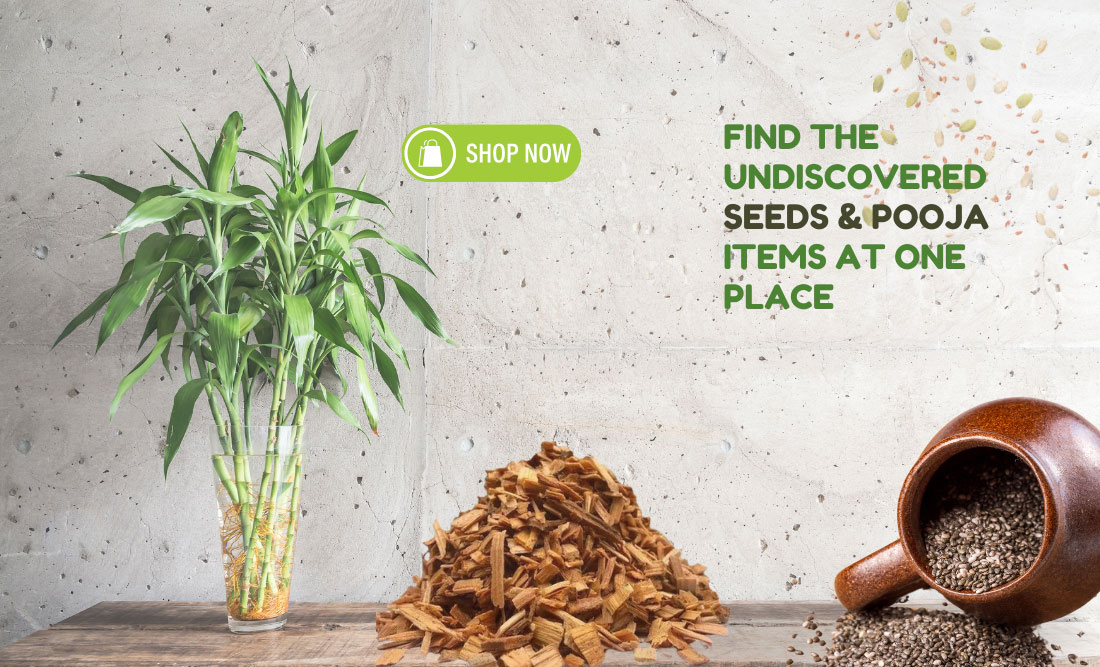 SHOP NOW
FIND THE
UNDISCOVERED
SEEDS & POOJA
ITEMS AT ONE
PLACE